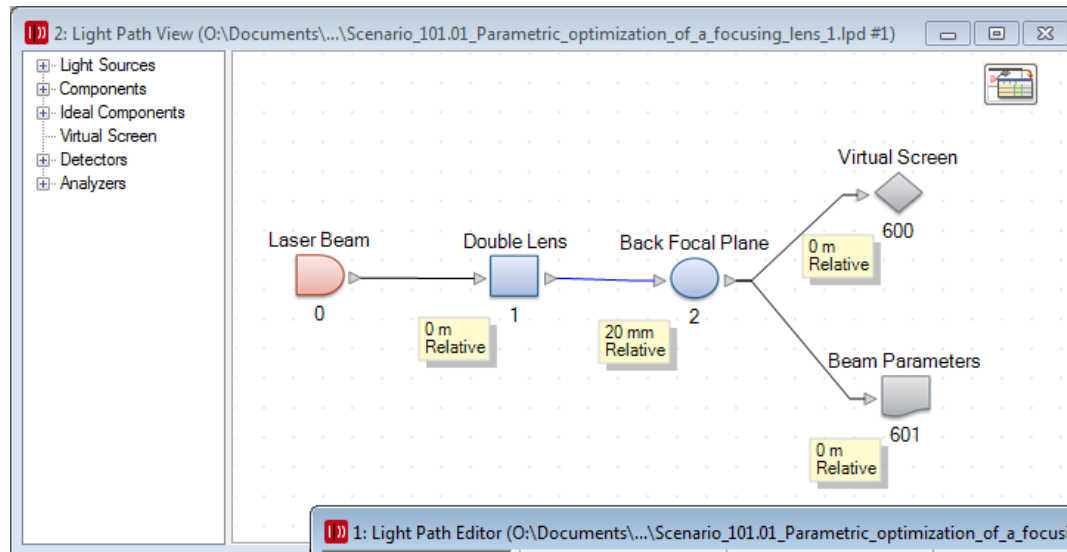 2: Light Path View (O:\Documents\...\Scenario_101.01_Parametric_optimization_of_a_focusing_lens_1.lpd #1)
Light Sources
Components
Ideal Components
Virtual Screen
Detectors
Analyzers
Virtual Screen
600
0 m
Relative
Laser Beam
0
Double Lens
1
0 m
Relative
Back Focal Plane
2
20 mm
Relative
Beam Parameters
601
0 m
Relative
1: Light Path Editor (O:\Documents\...\Scenario_101.01_Parametric_optimization_of_a_focusi